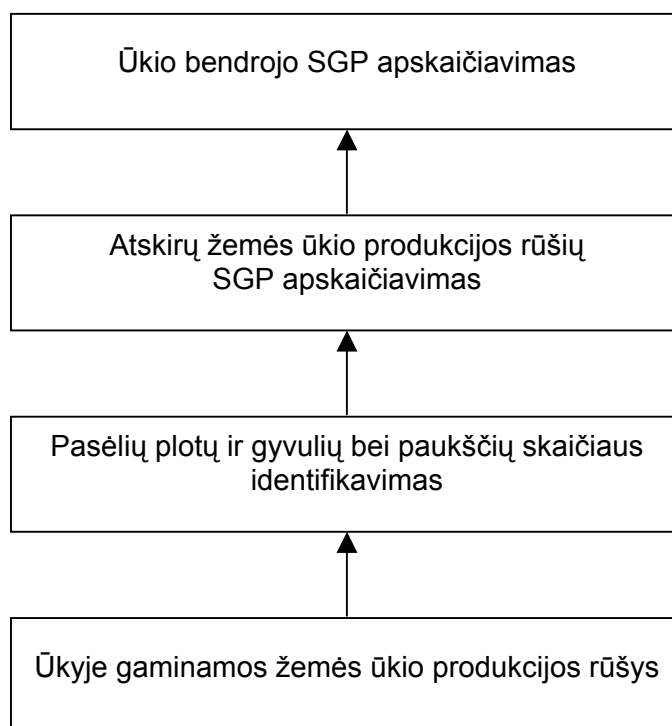 Ūkio bendrojo SGP apskaičiavimas
Atskirų žemės ūkio produkcijos rūšių
SGP apskaičiavimas
Pasėlių plotų ir gyvulių bei paukščių skaičiaus
identifikavimas
Ūkyje gaminamos žemės ūkio produkcijos rūšys